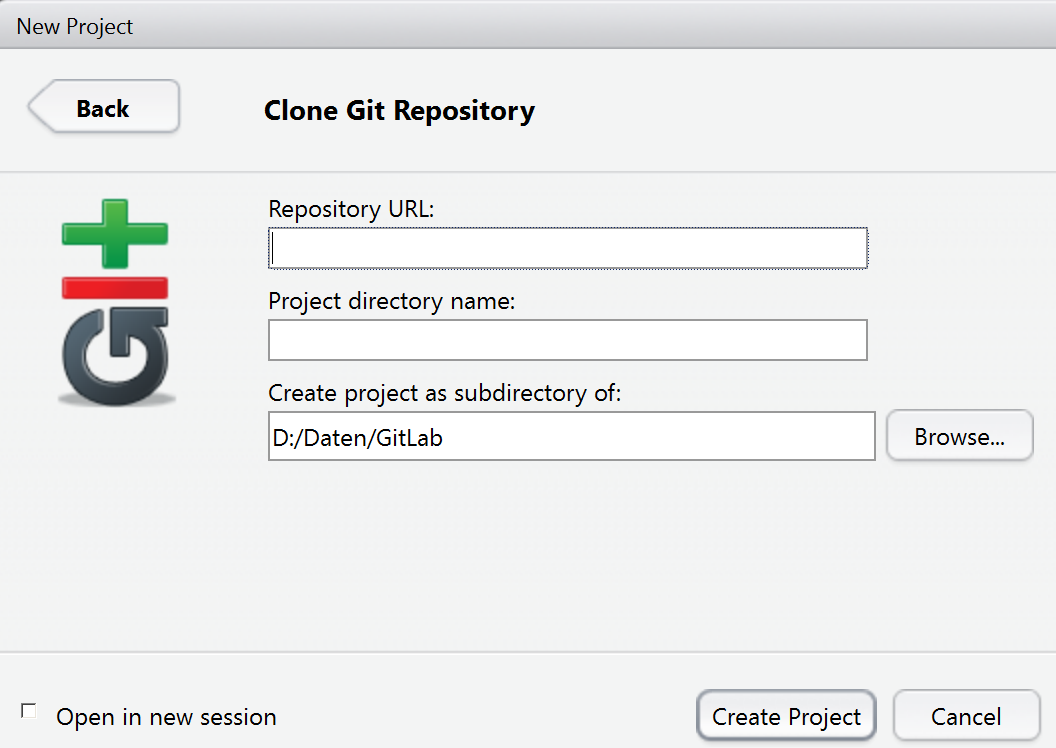 New Project
Back
Clone Git Repository
Repository URL:
Project directory name:
Create project as subdirectory of:
D:/Daten/GitLab
Browse...
git
Open in new session
Create Project
Cancel